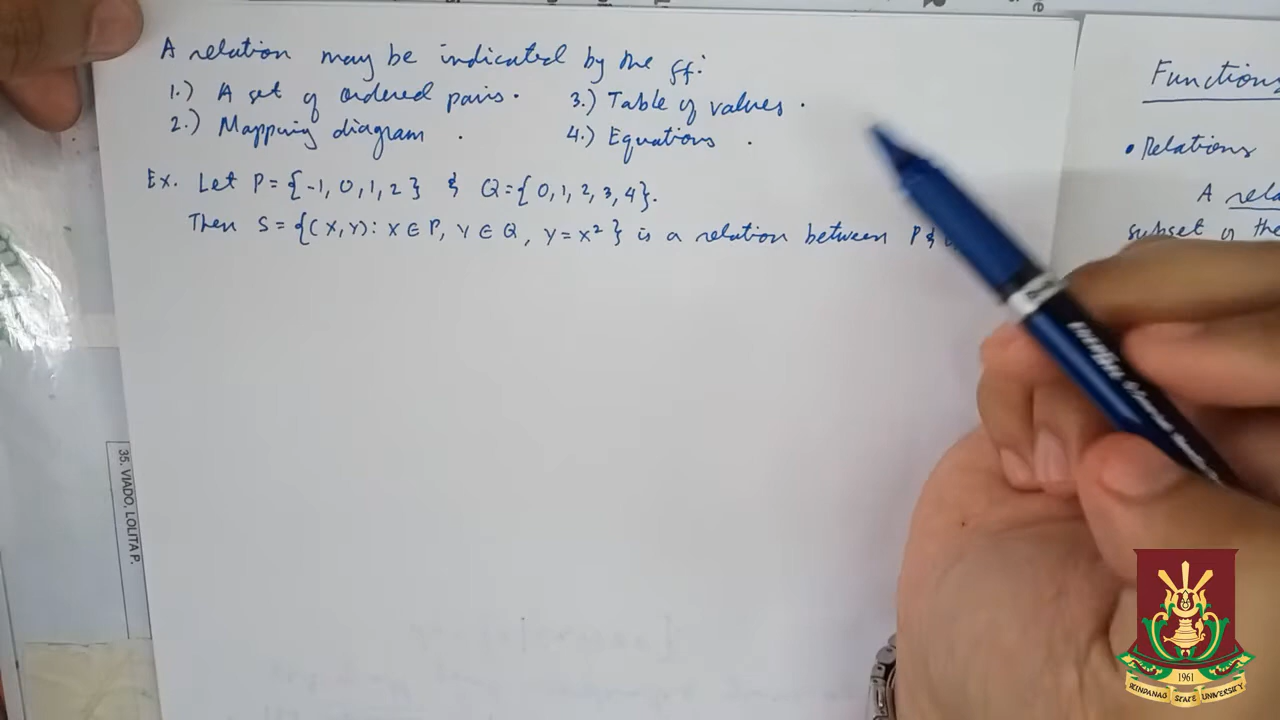 A relation may be indicated by the ff:
1.) A set of ordered pairs.
2.) Mapping diagram .
3.) Table of values .
4.) Equations .
Ex. Let P = {-1, 0, 1, 2} & Q = {0, 1, 2, 3, 4}.
Then S = {(X,Y): X ∈ P, Y ∈ Q, Y = X²} is a relation between P &
Functions
• Relations
A rela
subset of the
35. VIADO, LOLITA P.
1961
MINDANAO STATE UNIVERSITY